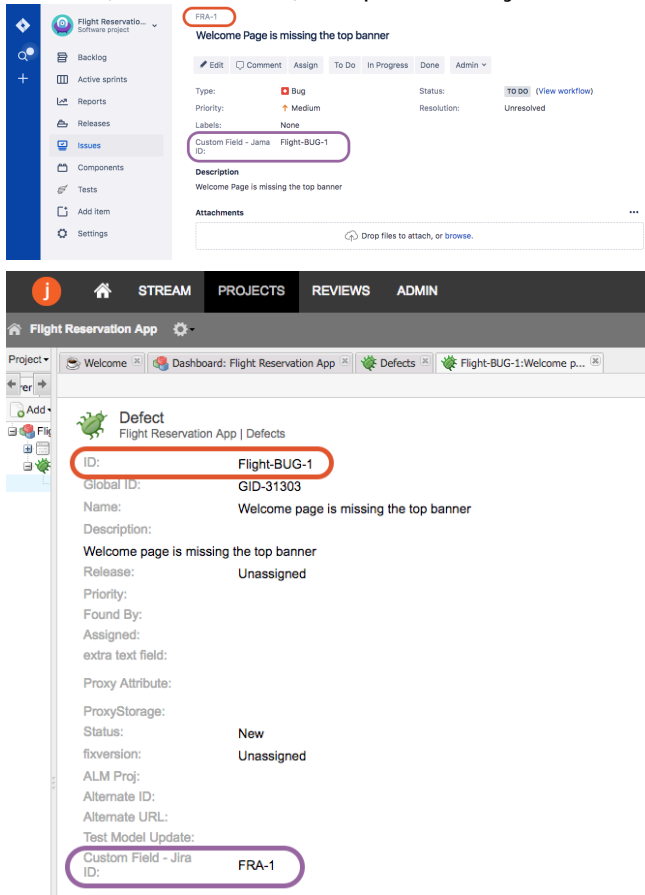 Flight Reservatio...
Software project
Backlog
Active sprints
Reports
Releases
Issues
Components
Tests
Add item
Settings
FRA-1
Welcome Page is missing the top banner
Edit Comment Assign To Do In Progress Done Admin
Type: Bug Status: TO DO (View workflow)
Priority: Medium Resolution: Unresolved
Labels: None
Custom Field - Jama Flight-BUG-1
ID:
Description
Welcome Page is missing the top banner
Attachments
Drop files to attach, or browse.
j STREAM PROJECTS REVIEWS ADMIN
Flight Reservation App
Project Welcome Dashboard: Flight Reservation App Defects Flight-BUG-1:Welcome p...
er
Add
Flig
Defect
Flight Reservation App | Defects
ID: Flight-BUG-1
Global ID: GID-31303
Name: Welcome page is missing the top banner
Description:
Welcome page is missing the top banner
Release: Unassigned
Priority:
Found By:
Assigned:
extra text field:
Proxy Attribute:
ProxyStorage:
Status: New
fixversion: Unassigned
ALM Proj:
Alternate ID:
Alternate URL:
Test Model Update:
Custom Field - Jira
ID: FRA-1